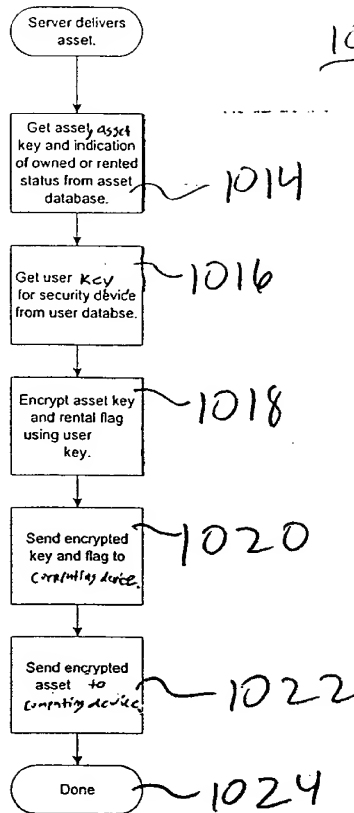 Server delivers
asset.
10
Get asset, asset
key and indication
of owned or rented
status from asset
database.
1014
Get user Key
for security device
from user databse.
1016
Encrypt asset key
and rental flag
using user
key.
1018
Send encrypted
key and flag to
computing device.
1020
Send encrypted
asset to
computing device.
1022
Done
1024